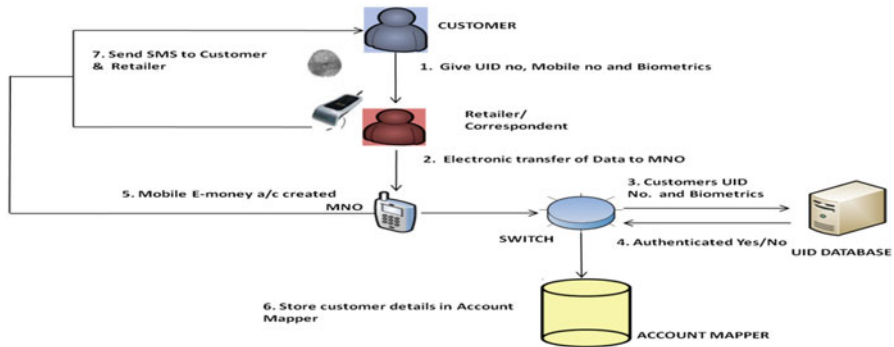 CUSTOMER
7. Send SMS to Customer
& Retailer
1. Give UID no, Mobile no and Biometrics
Retailer/
Correspondent
2. Electronic transfer of Data to MNO
5. Mobile E-money a/c created
MNO
3. Customers UID
No. and Biometrics
SWITCH
4. Authenticated Yes/No
UID DATABASE
6. Store customer details in Account
Mapper
ACCOUNT MAPPER